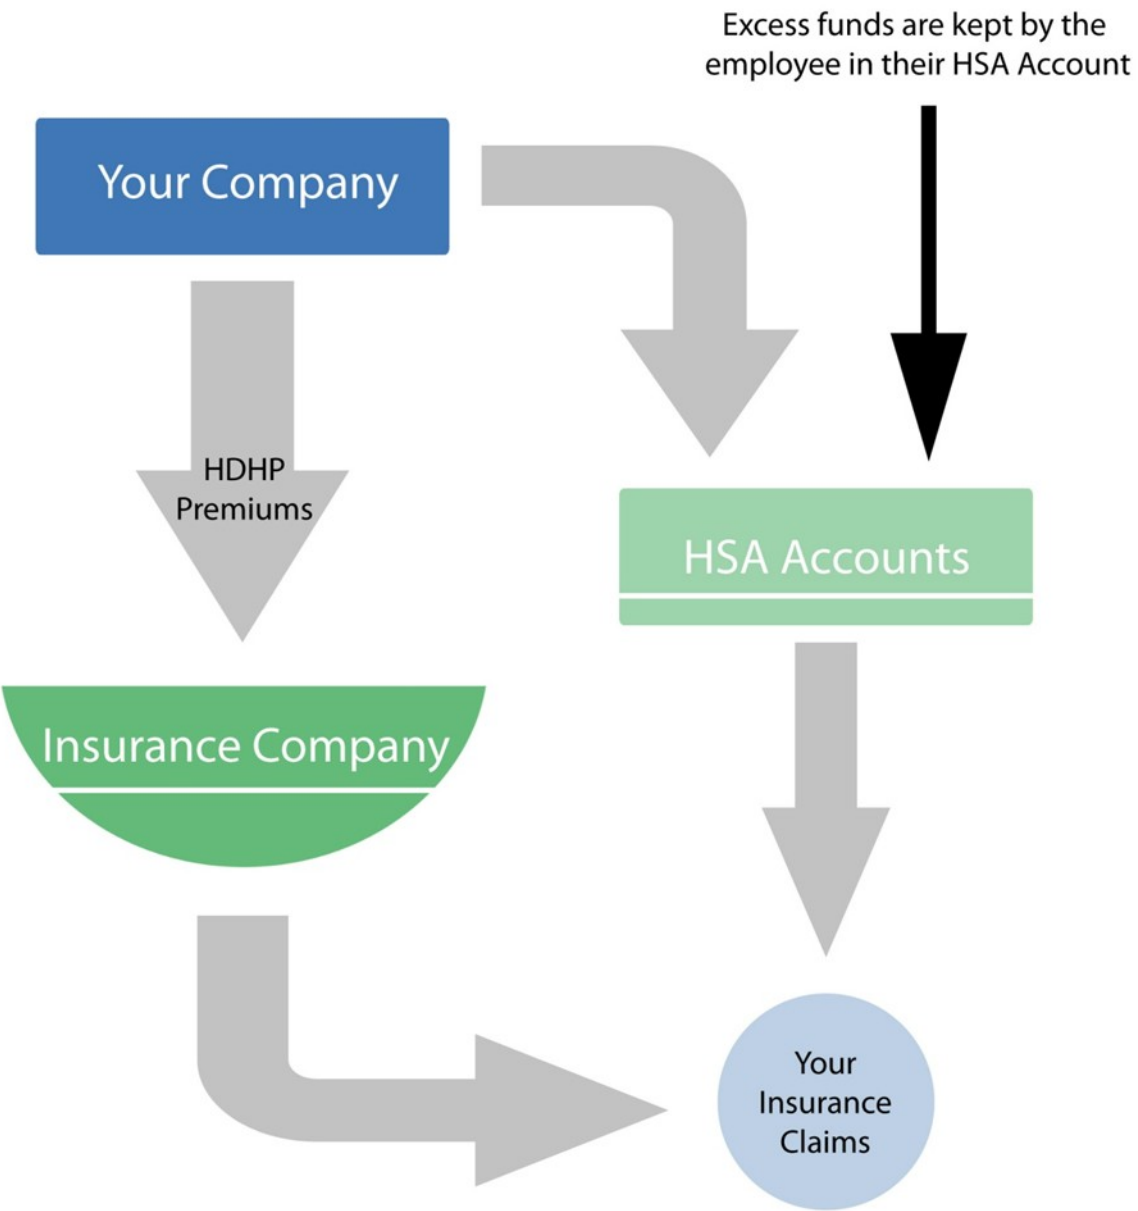 Excess funds are kept by the
employee in their HSA Account
Your Company
HDHP
Premiums
HSA Accounts
Insurance Company
Your
Insurance
Claims